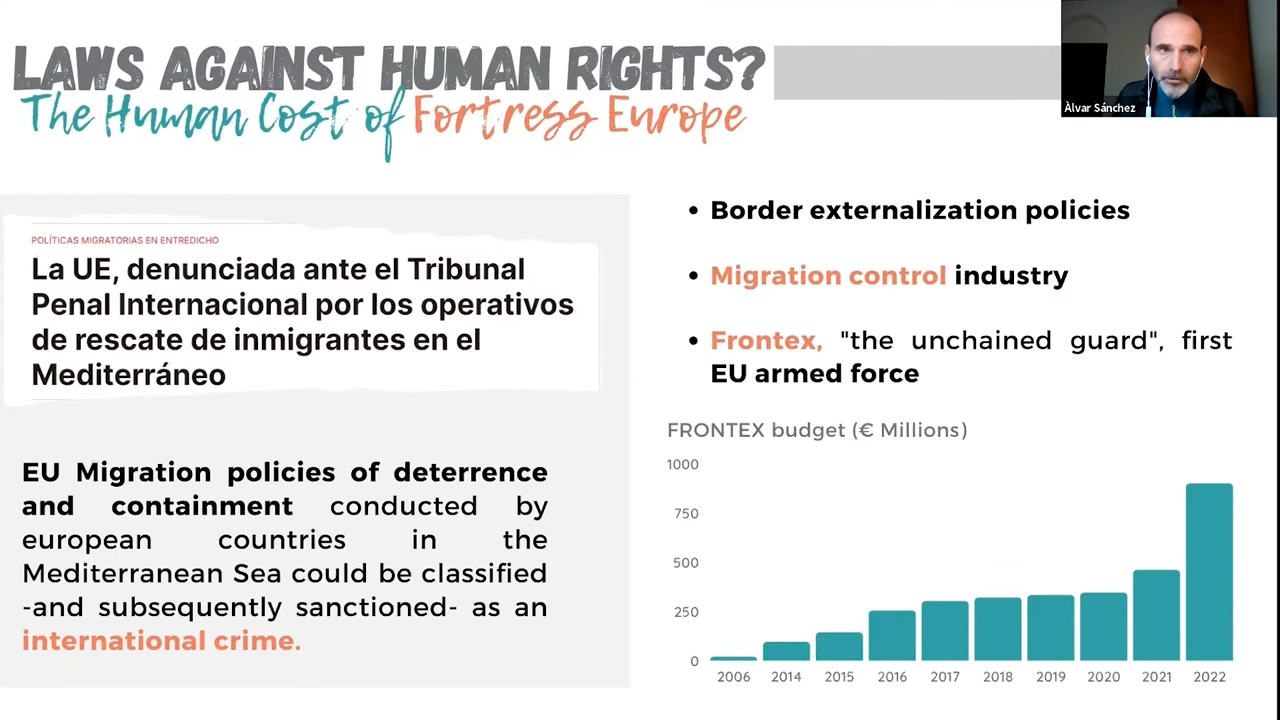 LAWS AGAINST HUMAN RIGHTS?
The Human Cost of Fortress Europe
Àlvar Sánchez
POLÍTICAS MIGRATORIAS EN ENTREDICHO
La UE, denunciada ante el Tribunal
Penal Internacional por los operativos
de rescate de inmigrantes en el
Mediterráneo
EU Migration policies of deterrence
and containment conducted by
european countries in the
Mediterranean Sea could be classified
-and subsequently sanctioned- as an
international crime.
• Border externalization policies
• Migration control industry
• Frontex, "the unchained guard", first
EU armed force
FRONTEX budget (€ Millions)
1000
750
500
250
0
2006 2014 2015 2016 2017 2018 2019 2020 2021 2022